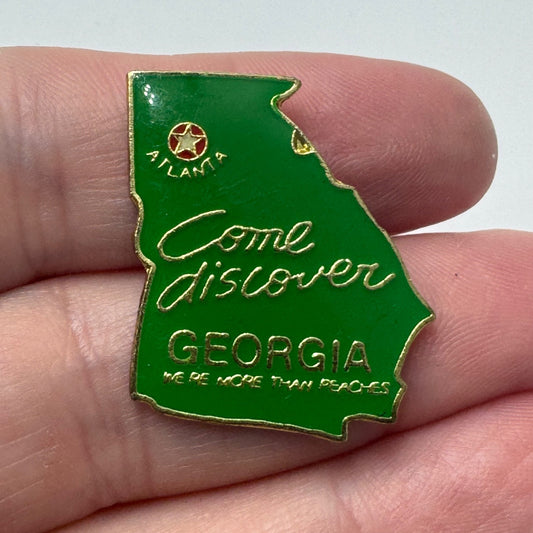 ATLANTA
Come
discover
GEORGIA
WE'RE MORE THAN PEACHES